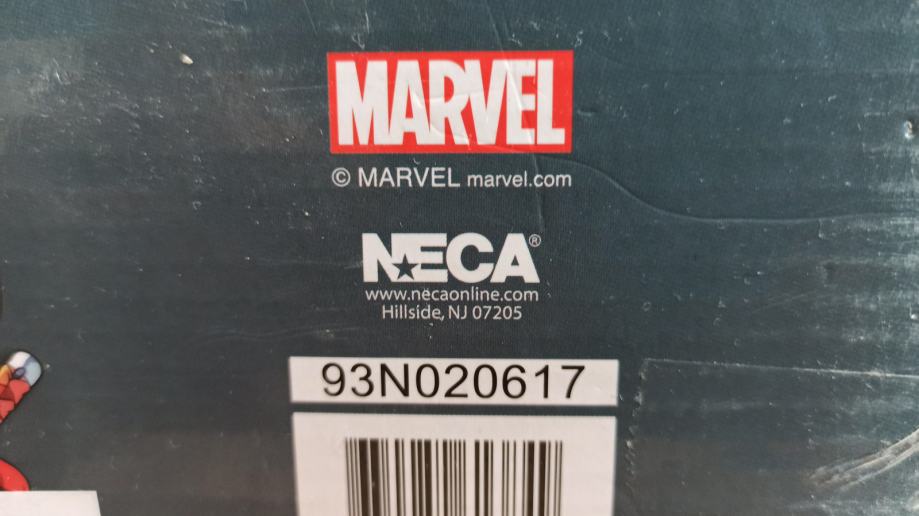 MARVEL
© MARVEL marvel.com
NECA®
www.necaonline.com
Hillside, NJ 07205
93N020617